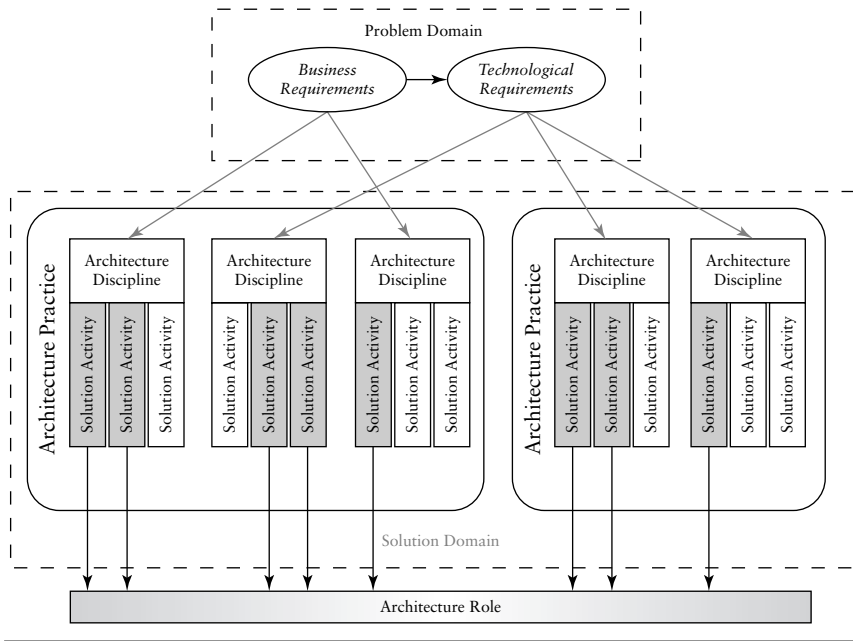 Problem Domain
Business
Requirements
Technological
Requirements
Architecture Practice
Architecture
Discipline
Solution Activity
Solution Activity
Solution Activity
Architecture
Discipline
Solution Activity
Solution Activity
Solution Activity
Architecture
Discipline
Solution Activity
Solution Activity
Solution Activity
Architecture Practice
Architecture
Discipline
Solution Activity
Solution Activity
Solution Activity
Architecture
Discipline
Solution Activity
Solution Activity
Solution Activity
Solution Domain
Architecture Role